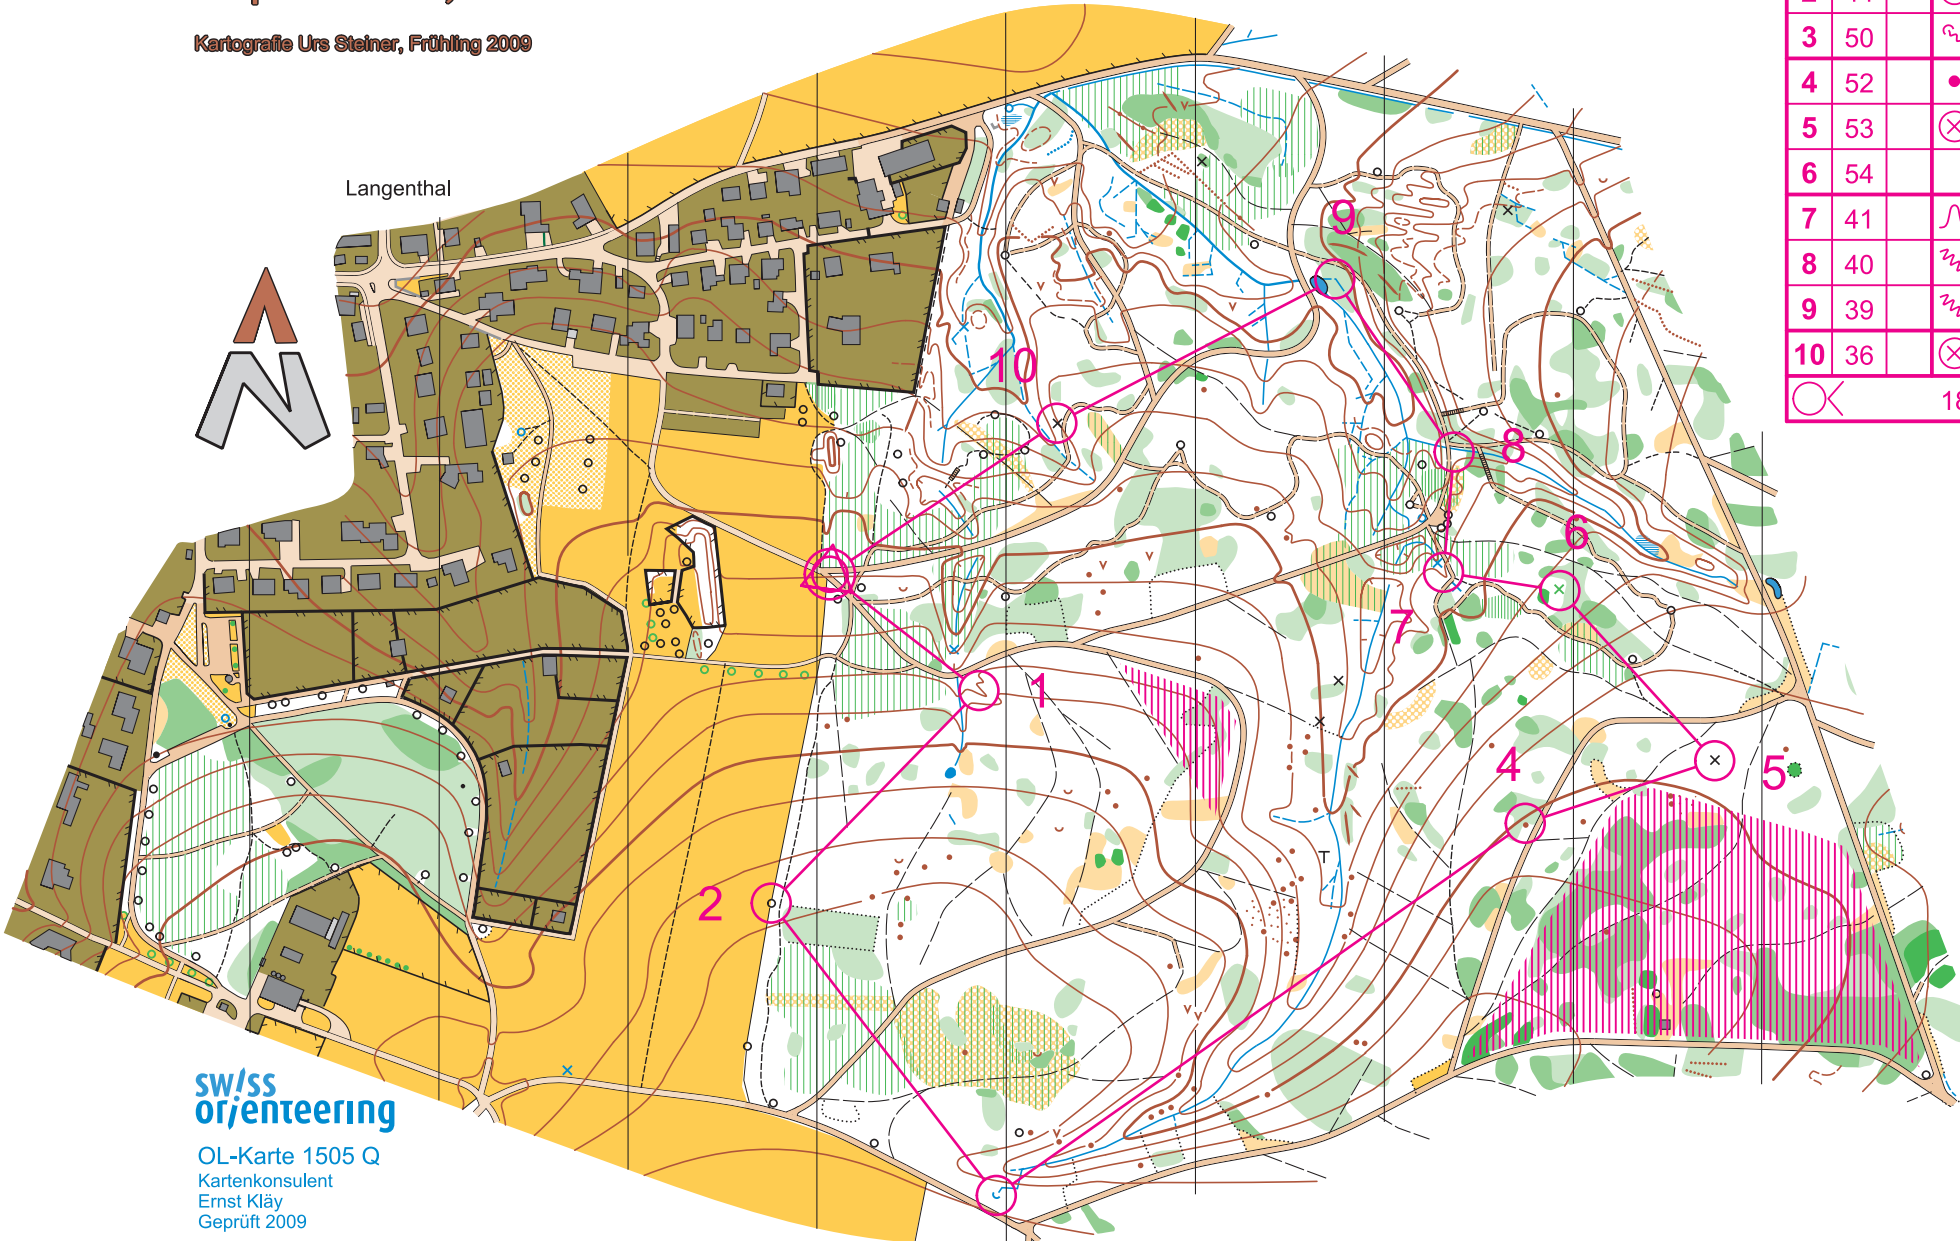 Kartografie Urs Steiner, Frühling 2009
3 50
4 52
5 53
6 54
7 41
8 40
9 39
10 36
Langenthal
9
10
8
6
7
1
4
5
2
T
swiss
orienteering
OL-Karte 1505 Q
Kartenkonsulent
Ernst Kläy
Geprüft 2009